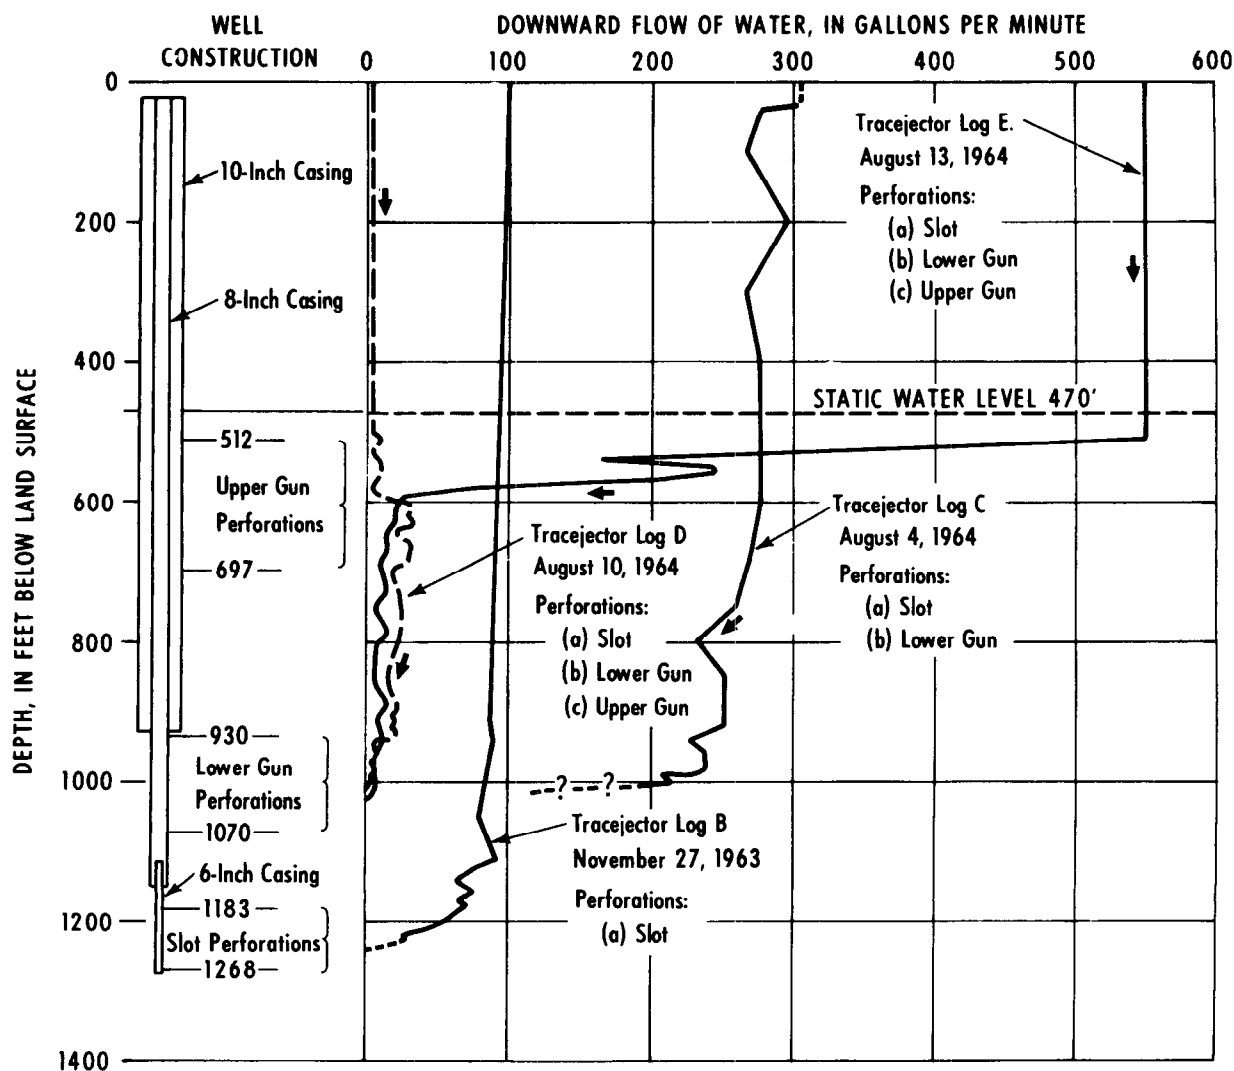 WELL CONSTRUCTION
DOWNWARD FLOW OF WATER, IN GALLONS PER MINUTE
0 100 200 300 400 500 600
0
200
400
600
800
1000
1200
1400
DEPTH, IN FEET BELOW LAND SURFACE
10-Inch Casing
8-Inch Casing
512
Upper Gun
Perforations
697
930
Lower Gun
Perforations
1070
6-Inch Casing
1183
Slot Perforations
1268
Tracejector Log E.
August 13, 1964
Perforations:
(a) Slot
(b) Lower Gun
(c) Upper Gun
STATIC WATER LEVEL 470'
Tracejector Log C
August 4, 1964
Perforations:
(a) Slot
(b) Lower Gun
Tracejector Log D
August 10, 1964
Perforations:
(a) Slot
(b) Lower Gun
(c) Upper Gun
? ?
Tracejector Log B
November 27, 1963
Perforations:
(a) Slot